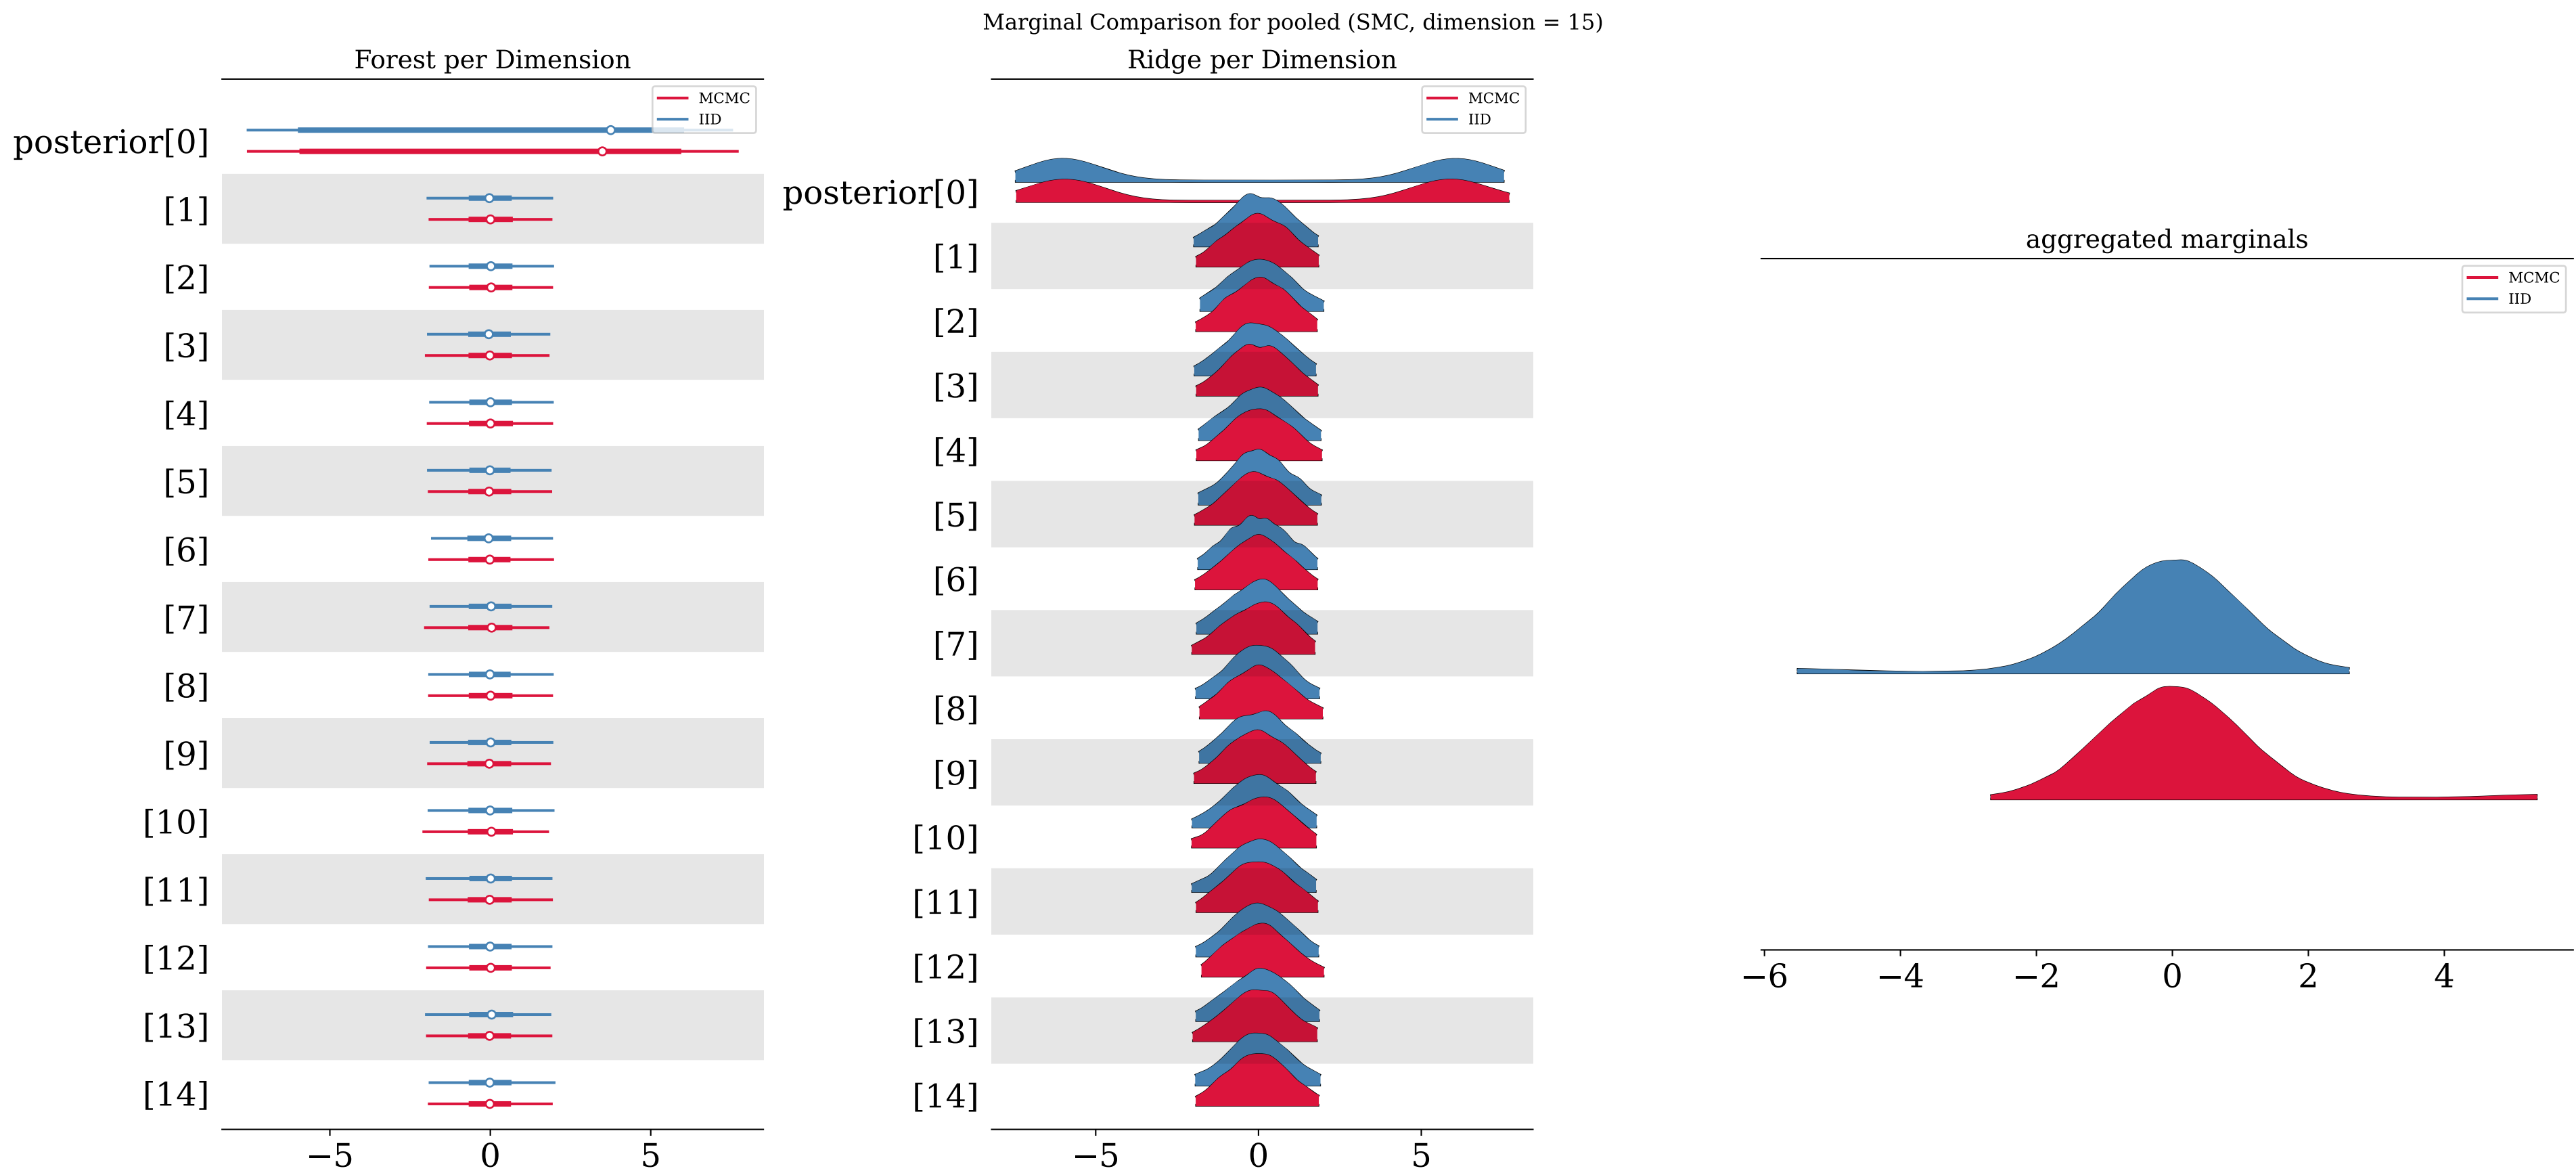 Marginal Comparison for pooled (SMC, dimension = 15)
Forest per Dimension
MCMC
IID
posterior[0]
[1]
[2]
[3]
[4]
[5]
[6]
[7]
[8]
[9]
[10]
[11]
[12]
[13]
[14]
−5 0 5
Ridge per Dimension
MCMC
IID
posterior[0]
[1]
[2]
[3]
[4]
[5]
[6]
[7]
[8]
[9]
[10]
[11]
[12]
[13]
[14]
−5 0 5
aggregated marginals
MCMC
IID
−6 −4 −2 0 2 4